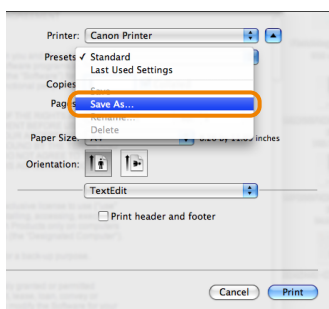 Printer: Canon Printer
Presets ✓ Standard
Last Used Settings
Copies
Save
Pages Save As...
Rename...
Delete
Paper Size: inches
Orientation:
TextEdit
Print header and footer
Cancel Print